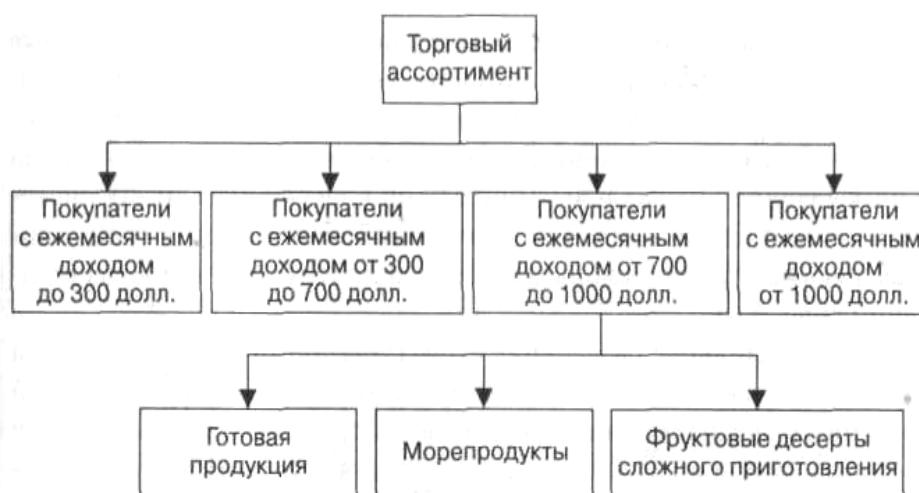 Торговый
ассортимент
Покупатели
с ежемесячным
доходом
до 300 долл.
Покупатели
с ежемесячным
доходом от 300
до 700 долл.
Покупатели
с ежемесячным
доходом от 700
до 1000 долл.
Покупатели
с ежемесячным
доходом
от 1000 долл.
Готовая
продукция
Морепродукты
Фруктовые десерты
сложного приготовления